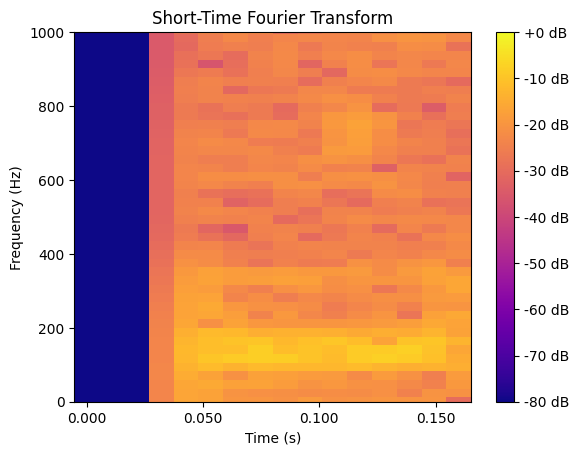 Short-Time Fourier Transform
1000
800
600
400
200
0
Frequency (Hz)
0.000
0.050
0.100
0.150
Time (s)
+0 dB
-10 dB
-20 dB
-30 dB
-40 dB
-50 dB
-60 dB
-70 dB
-80 dB